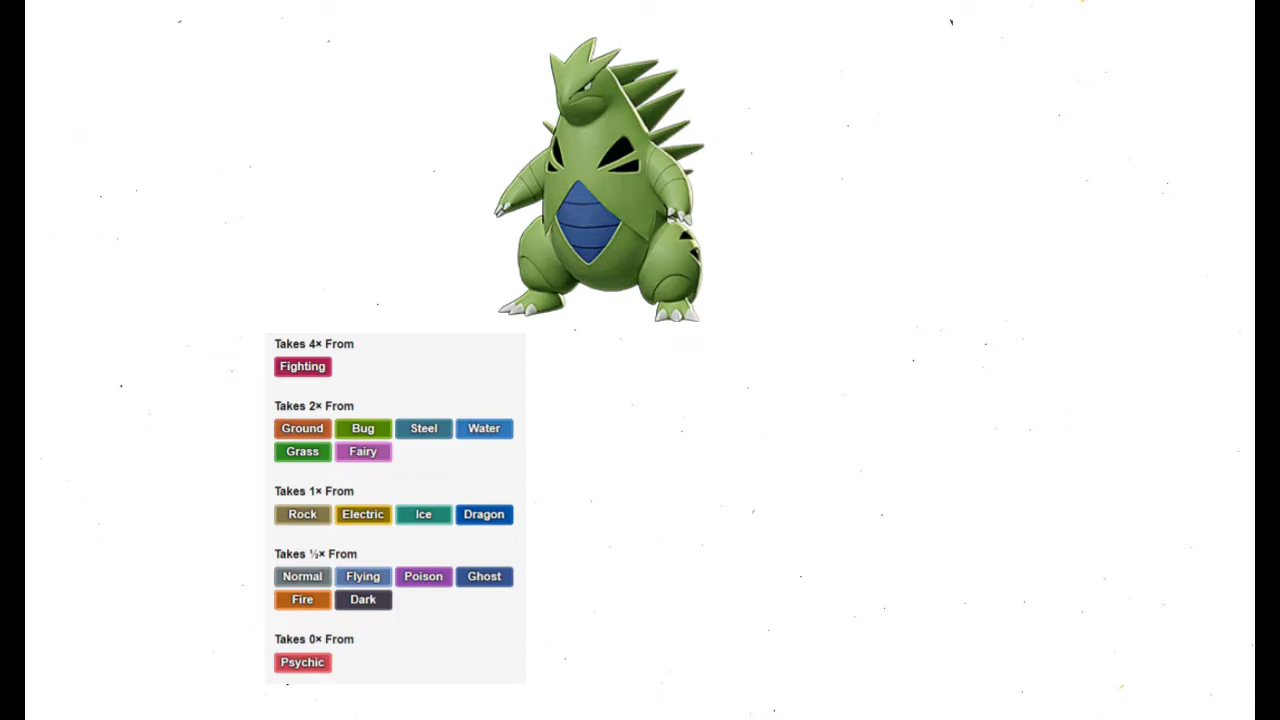 Takes 4× From
Fighting
Takes 2× From
Ground Bug Steel Water
Grass Fairy
Takes 1× From
Rock Electric Ice Dragon
Takes ½× From
Normal Flying Poison Ghost
Fire Dark
Takes 0× From
Psychic